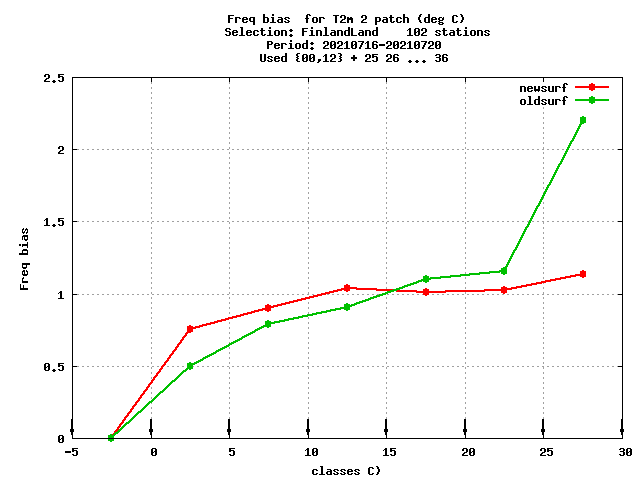 Freq bias  for T2m 2 patch (deg C)
Selection: FinlandLand    102 stations
Period: 20210716-20210720
Used {00,12} + 25 26 ... 36
newsurf
oldsurf
2.5
2
1.5
1
0.5
0
Freq bias
-5
0
5
10
15
20
25
30
classes C)